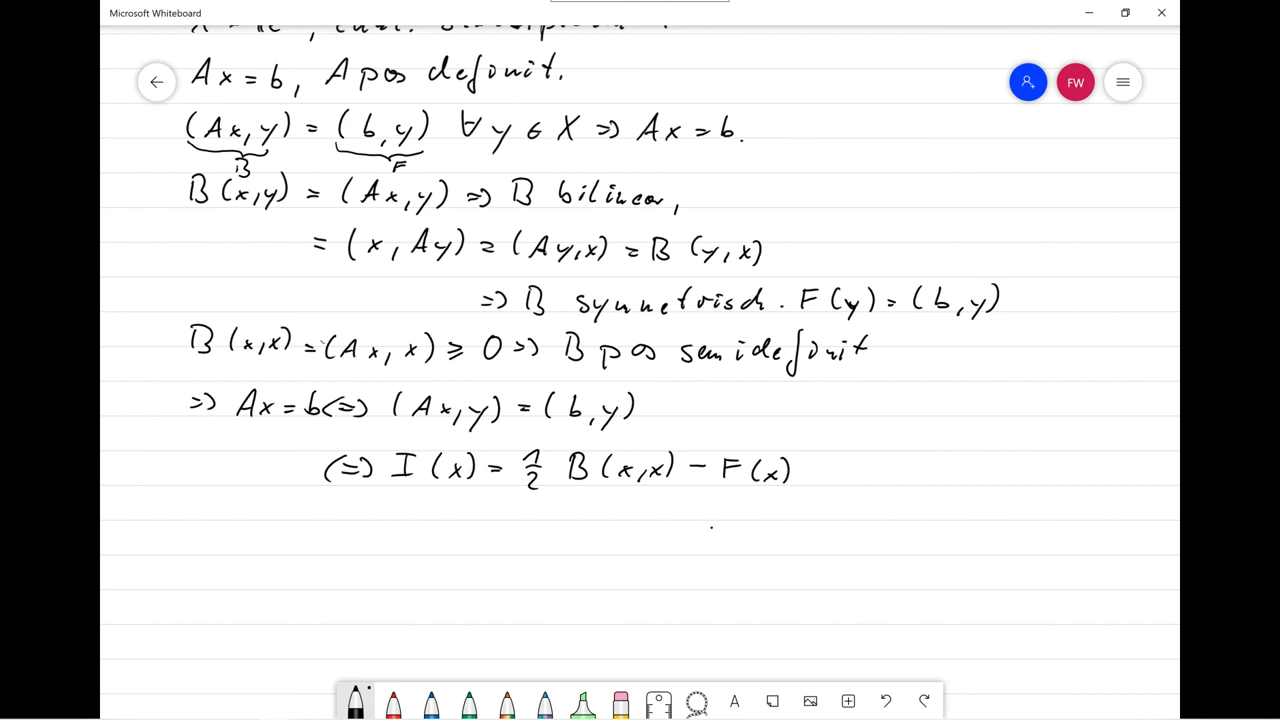 Microsoft Whiteboard
FW
Ax = b, A pos definit.
(Ax, y) = (b, y) ∀ y ∈ X ⇒ Ax = b.
B F
B(x,y) = (Ax, y) ⇒ B bilinear,
= (x, Ay) = (Ay, x) = B (y, x)
⇒ B symmetrisch. F(y) = (b, y)
B(x,x) = (Ax, x) ⩾ 0 ⇒ B pos semidefinit
⇒ Ax = b ⇔ (Ax, y) = (b, y)
⇔ I(x) = 1/2 B(x,x) − F(x)
A